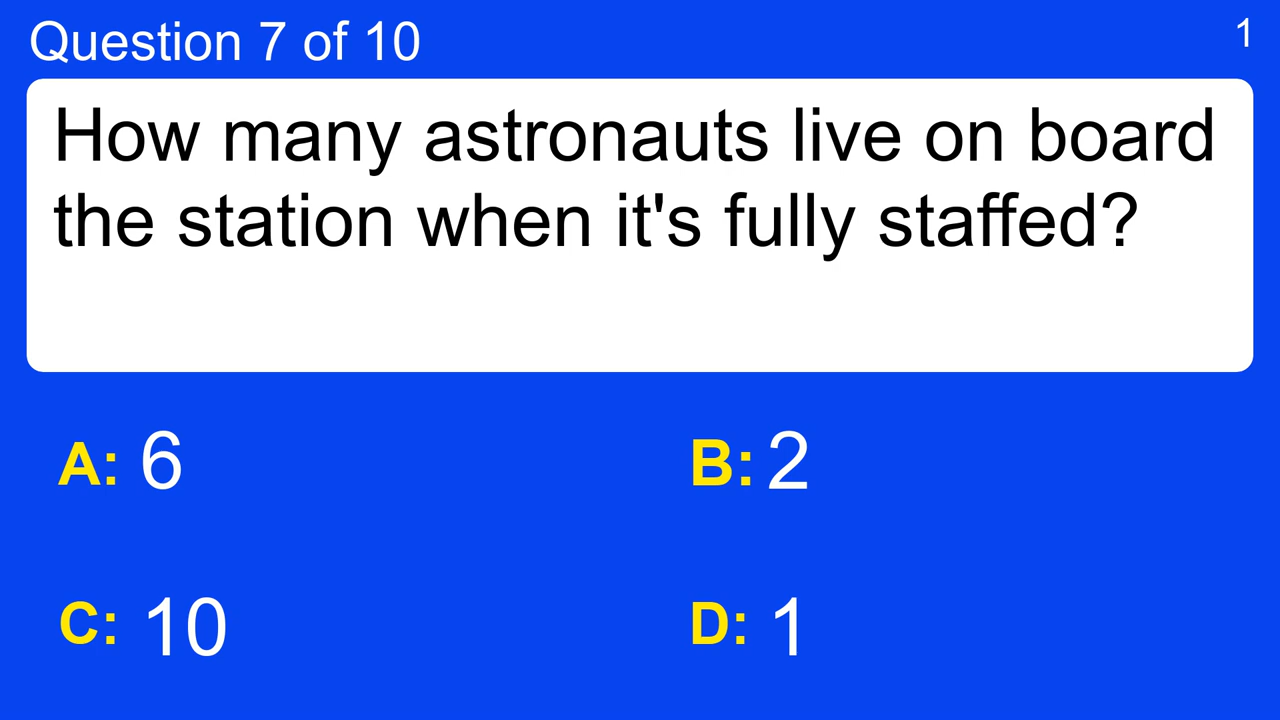 Question 7 of 10
1
How many astronauts live on board
the station when it's fully staffed?
A: 6
B: 2
C: 10
D: 1